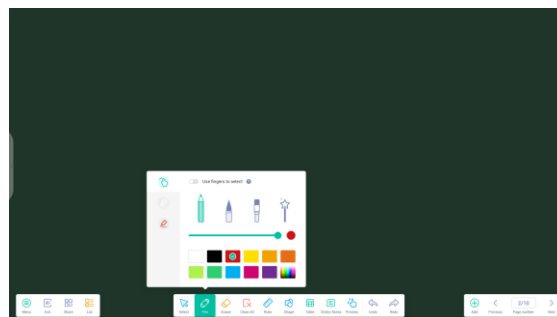 Use fingers to select
Menu Exit Share List Select Pen Eraser Clear All Ruler Shape Table Sticky Notes Preview Undo Redo Add Previous 2/10 Page number Next